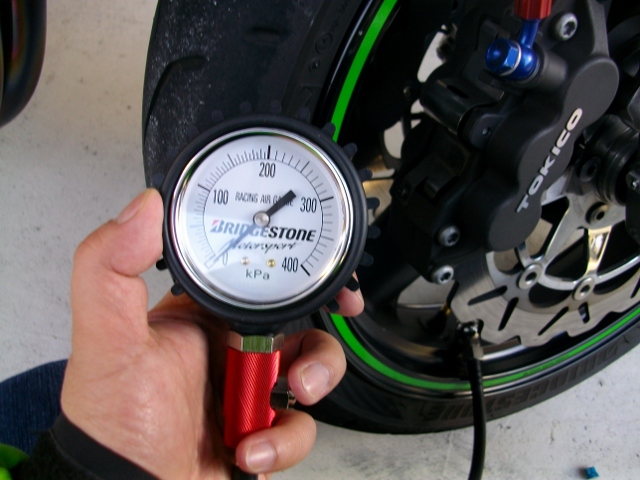 200
100
300
RACING AIR GAUGE
BRIDGESTONE
Motorsport
0
400
kPa
TOKICO